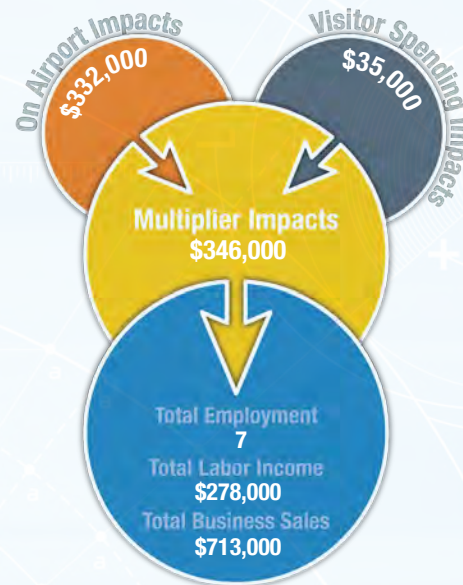 On Airport Impacts
$332,000
Visitor Spending Impacts
$35,000
Multiplier Impacts
$346,000
Total Employment
7
Total Labor Income
$278,000
Total Business Sales
$713,000